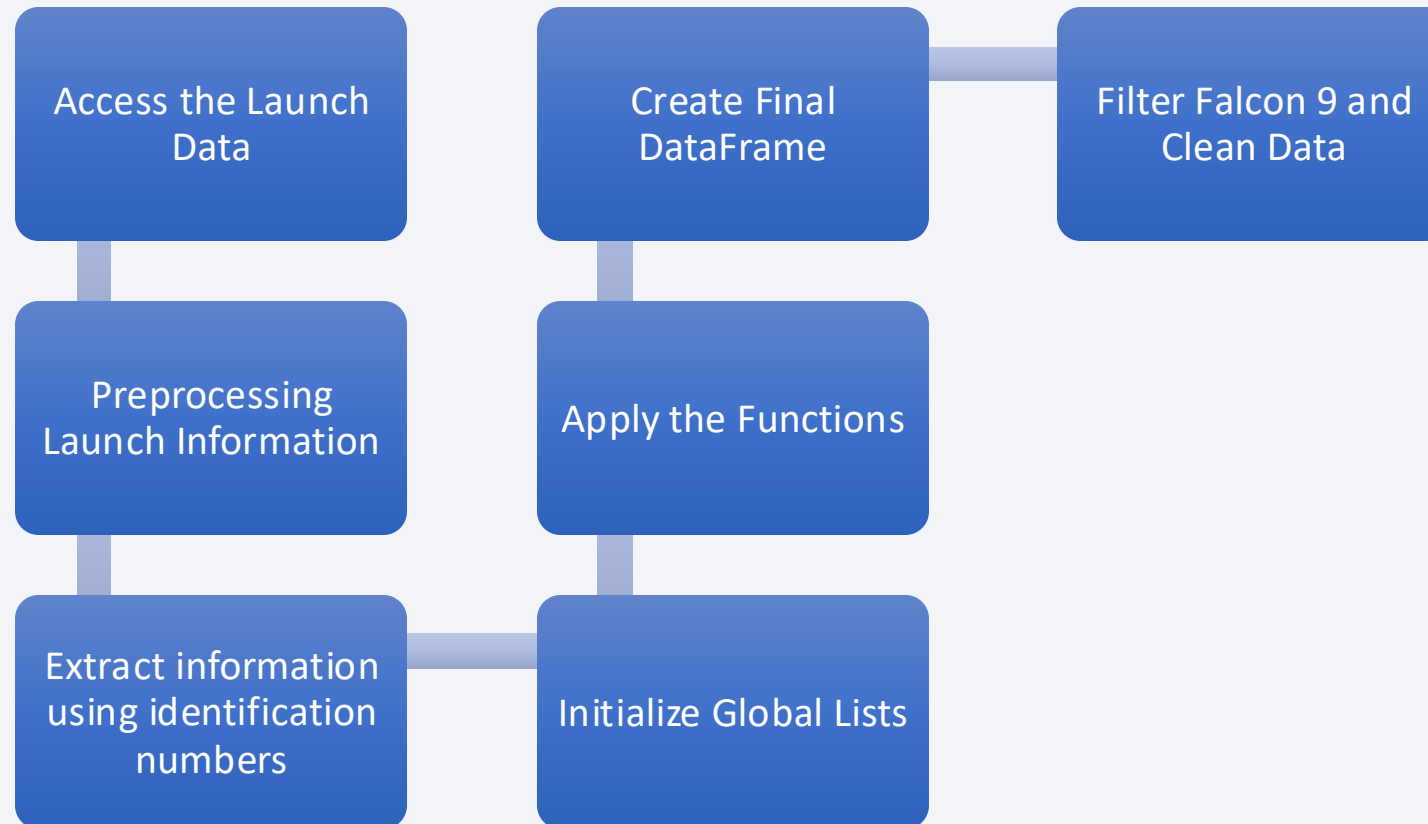 Access the Launch
Data
Preprocessing
Launch Information
Extract information
using identification
numbers
Initialize Global Lists
Apply the Functions
Create Final
DataFrame
Filter Falcon 9 and
Clean Data